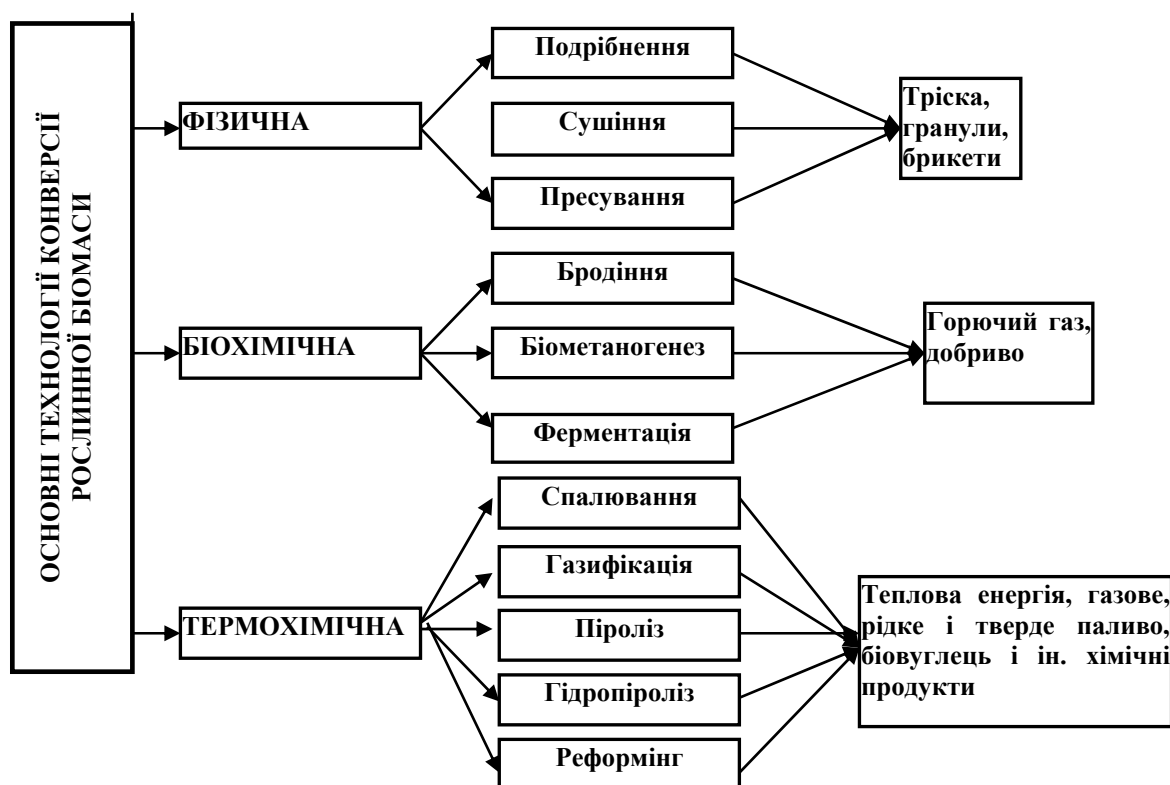 ОСНОВНІ ТЕХНОЛОГІЇ КОНВЕРСІЇ
РОСЛИННОЇ БІОМАСИ
ФІЗИЧНА
Подрібнення
Сушіння
Пресування
Тріска,
гранули,
брикети
БІОХІМІЧНА
Бродіння
Біометаногенез
Ферментація
Горючий газ,
добриво
ТЕРМОХІМІЧНА
Спалювання
Газифікація
Піроліз
Гідропіроліз
Реформінг
Теплова енергія, газове,
рідке і тверде паливо,
біовуглець і ін. хімічні
продукти